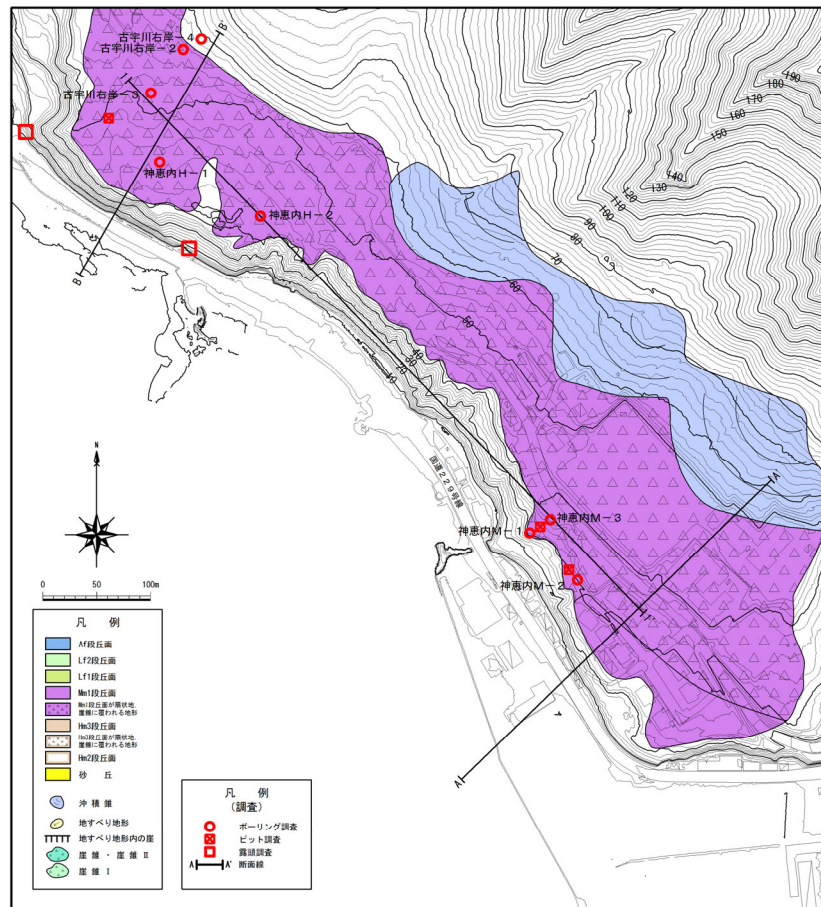 古宇川右岸－4
B'
古宇川右岸－2
古宇川右岸－3
神恵内H－1
神恵内H－2
B
190
180
170
160
150
140
130
120
110
100
90
80
70
60
50
40
30
20
10
国道229号線
神恵内M－3
神恵内M－1
神恵内M－2
A'
A
N
0 50 100m
凡 例
Af段丘面
Lf2段丘面
Lf1段丘面
Mm1段丘面
Mm1段丘面が扇状地,
崖錐に覆われる地形
Hm3段丘面
Hm3段丘面が扇状地,
崖錐に覆われる地形
Hm2段丘面
砂 丘
沖積錐
地すべり地形
地すべり地形内の崖
崖錐・崖錐Ⅱ
崖錐Ⅰ
凡 例
(調査)
ボーリング調査
ピット調査
露頭調査
A A' 断面線